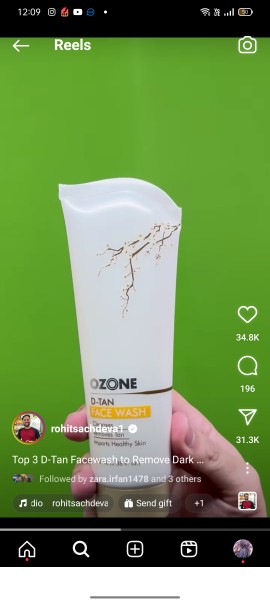 12:09
Reels
OZONE
D-TAN
FACE WASH
Removes Tan
Imparts Healthy Skin
34.8K
196
31.3K
rohitsachdeva1
Top 3 D-Tan Facewash to Remove Dark ...
Followed by zara.irfan1478 and 3 others
dio rohitsachdeva Send gift +1